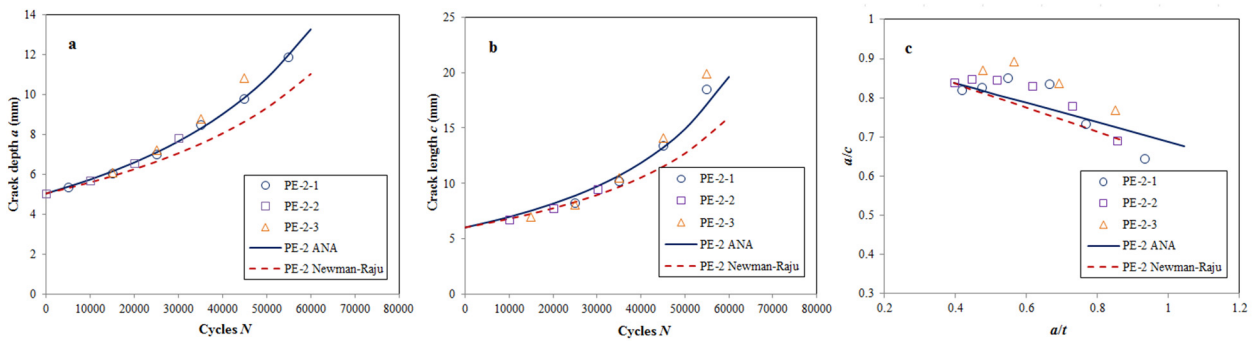 a
Crack depth a (mm)
14
12
10
8
6
4
2
0
0 10000 20000 30000 40000 50000 60000 70000 80000
Cycles N
PE-2-1
PE-2-2
PE-2-3
PE-2 ANA
PE-2 Newman-Raju
b
Crack length c (mm)
25
20
15
10
5
0
0 10000 20000 30000 40000 50000 60000 70000 80000
Cycles N
PE-2-1
PE-2-2
PE-2-3
PE-2 ANA
PE-2 Newman-Raju
c
a/c
1
0.9
0.8
0.7
0.6
0.5
0.4
0.3
0 0.2 0.4 0.6 0.8 1 1.2
a/t
PE-2-1
PE-2-2
PE-2-3
PE-2 ANA
PE-2 Newman-Raju